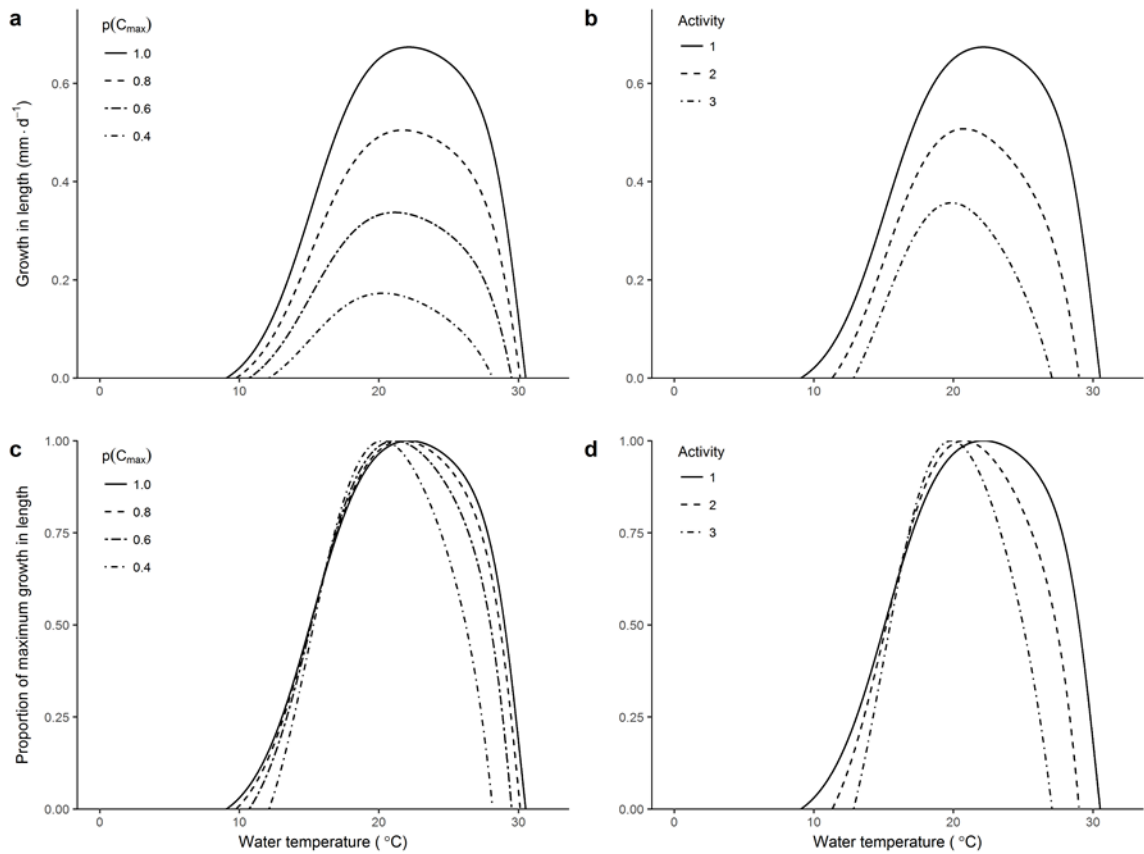 a
p(Cmax)
1.0
0.8
0.6
0.4
Growth in length (mm · d⁻¹)
0.6
0.4
0.2
0.0
0 10 20 30
b
Activity
1
2
3
0.6
0.4
0.2
0.0
0 10 20 30
c
p(Cmax)
1.0
0.8
0.6
0.4
Proportion of maximum growth in length
1.00
0.75
0.50
0.25
0.00
0 10 20 30
Water temperature ( °C)
d
Activity
1
2
3
1.00
0.75
0.50
0.25
0.00
0 10 20 30
Water temperature ( °C)